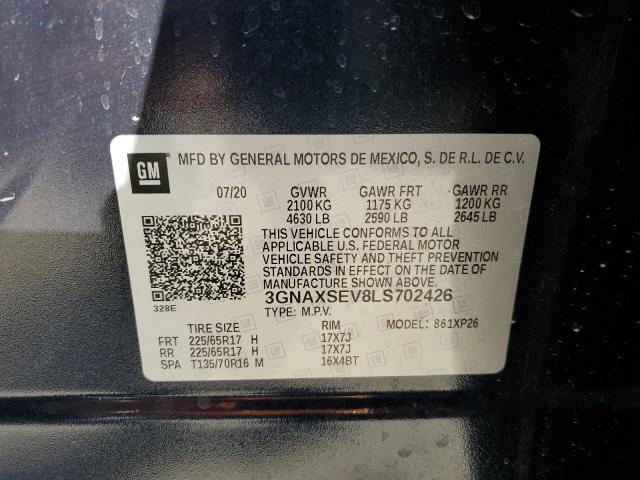 GM MFD BY GENERAL MOTORS DE MEXICO, S. DE R.L. DE C.V.
07/20 GVWR GAWR FRT GAWR RR
2100 KG 1175 KG 1200 KG
4630 LB 2590 LB 2645 LB
THIS VEHICLE CONFORMS TO ALL
APPLICABLE U.S. FEDERAL MOTOR
VEHICLE SAFETY AND THEFT PREVENTION
STANDARDS IN EFFECT ON THE DATE OF
MANUFACTURE SHOWN ABOVE.
3GNAXSEV8LS702426
328E
TYPE: M.P.V.
TIRE SIZE RIM MODEL: 861XP26
FRT 225/65R17 H 17X7J
RR 225/65R17 H 17X7J
SPA T135/70R16 M 16X4BT